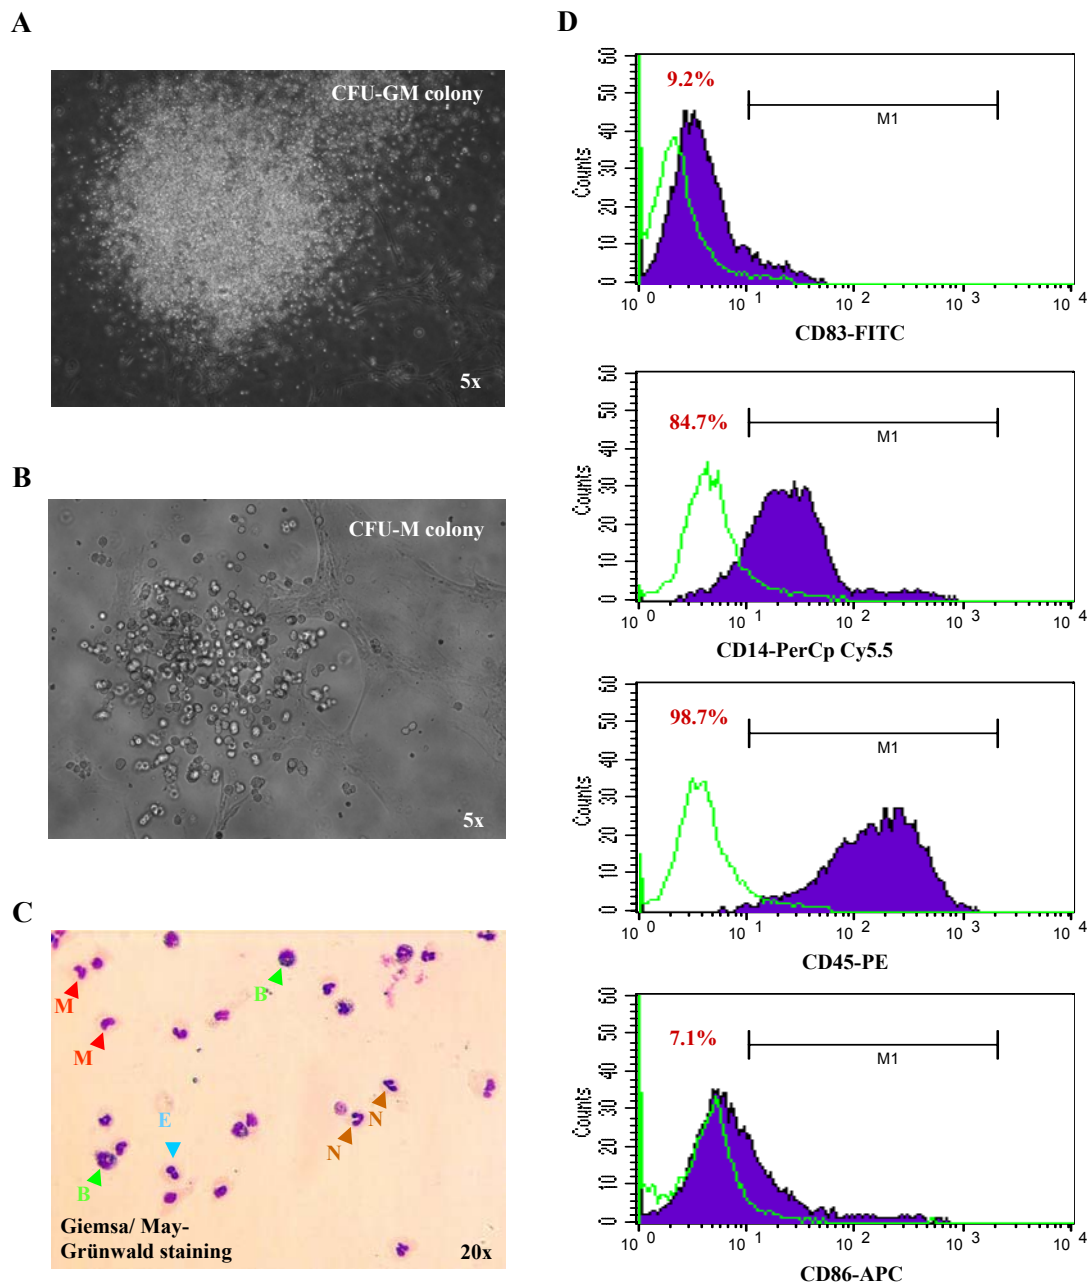 A
CFU-GM colony
5x
B
CFU-M colony
5x
C
M
M
B
E
N
N
B
Giemsa/ May-
Grünwald staining
20x
D
9.2%
M1
Counts
0 10 20 30 40 50 60
10 0 10 1 10 2 10 3 10 4
CD83-FITC
84.7%
M1
Counts
0 10 20 30 40 50 60
10 0 10 1 10 2 10 3 10 4
CD14-PerCp Cy5.5
98.7%
M1
Counts
0 10 20 30 40 50 60
10 0 10 1 10 2 10 3 10 4
CD45-PE
7.1%
M1
Counts
0 10 20 30 40 50 60
10 0 10 1 10 2 10 3 10 4
CD86-APC